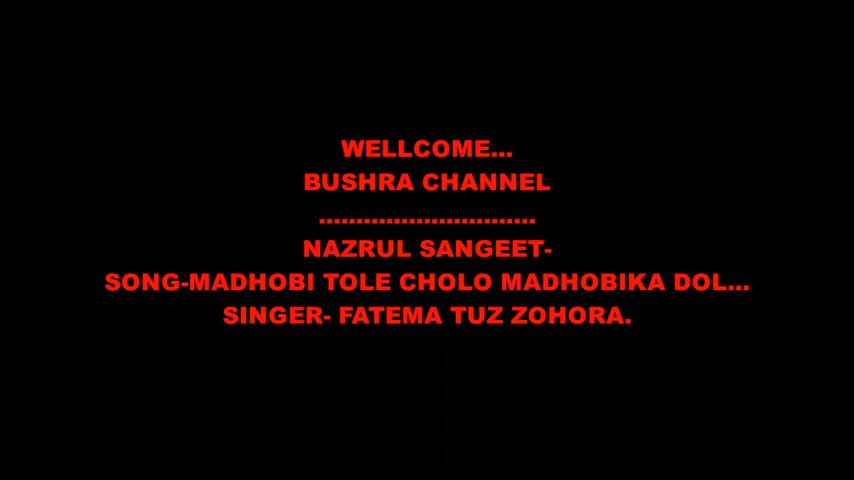 WELLCOME...
BUSHRA CHANNEL
.............................
NAZRUL SANGEET-
SONG-MADHOBI TOLE CHOLO MADHOBIKA DOL...
SINGER- FATEMA TUZ ZOHORA.